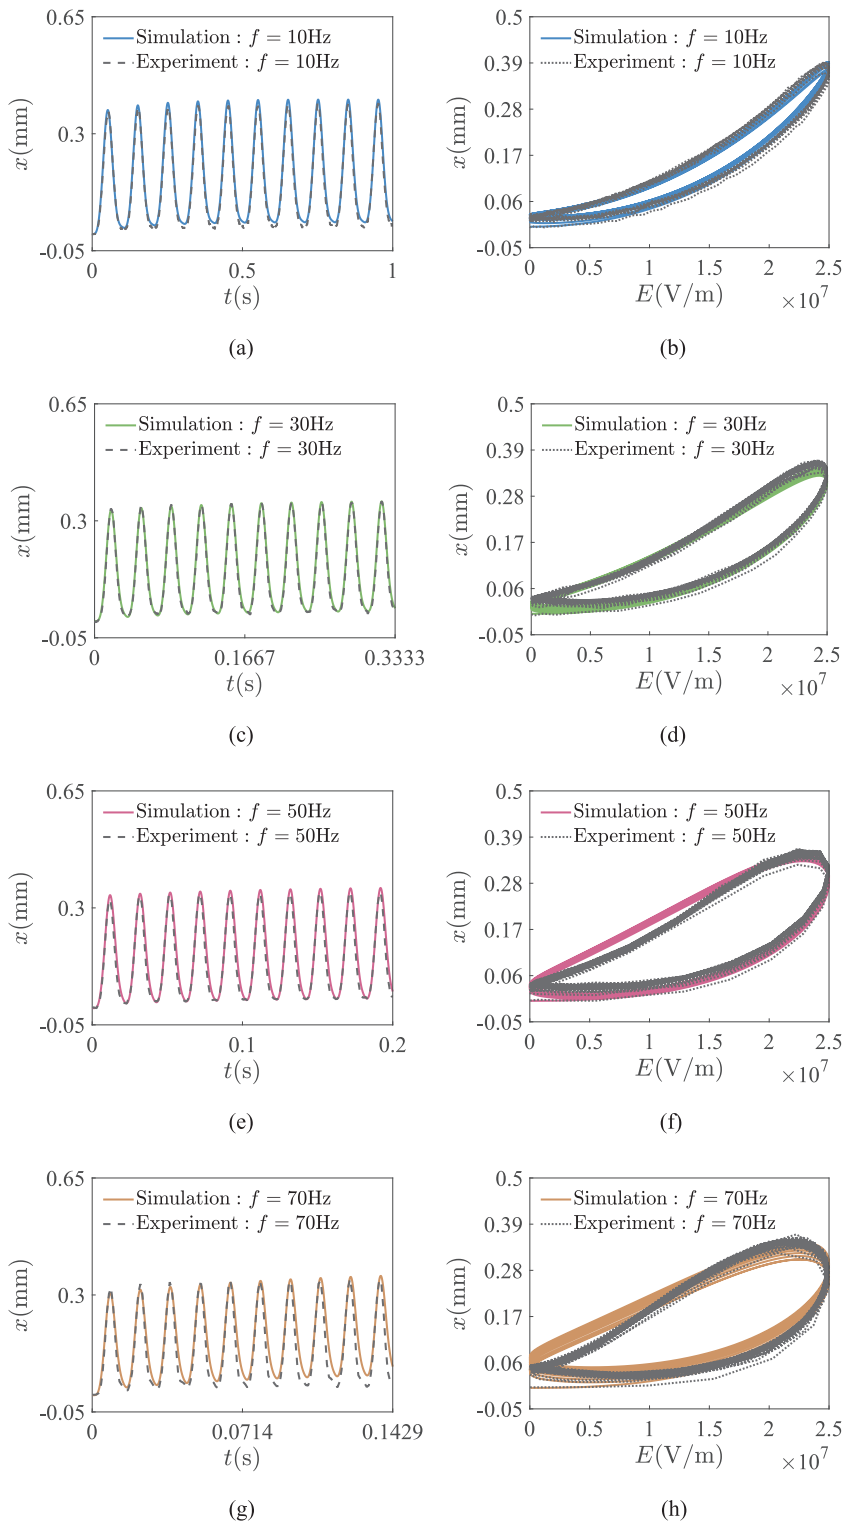 0.65
Simulation : f = 10Hz
Experiment : f = 10Hz
x(mm)
0.3
-0.05
0 0.5 1
t(s)
(a)
0.5
Simulation : f = 10Hz
Experiment : f = 10Hz
0.39
x(mm)
0.28
0.17
0.06
-0.05
0 0.5 1 1.5 2 2.5
E(V/m) ×10⁷
(b)
0.65
Simulation : f = 30Hz
Experiment : f = 30Hz
x(mm)
0.3
-0.05
0 0.1667 0.3333
t(s)
(c)
0.5
Simulation : f = 30Hz
Experiment : f = 30Hz
0.39
x(mm)
0.28
0.17
0.06
-0.05
0 0.5 1 1.5 2 2.5
E(V/m) ×10⁷
(d)
0.65
Simulation : f = 50Hz
Experiment : f = 50Hz
x(mm)
0.3
-0.05
0 0.1 0.2
t(s)
(e)
0.5
Simulation : f = 50Hz
Experiment : f = 50Hz
0.39
x(mm)
0.28
0.17
0.06
-0.05
0 0.5 1 1.5 2 2.5
E(V/m) ×10⁷
(f)
0.65
Simulation : f = 70Hz
Experiment : f = 70Hz
x(mm)
0.3
-0.05
0 0.0714 0.1429
t(s)
(g)
0.5
Simulation : f = 70Hz
Experiment : f = 70Hz
0.39
x(mm)
0.28
0.17
0.06
-0.05
0 0.5 1 1.5 2 2.5
E(V/m) ×10⁷
(h)